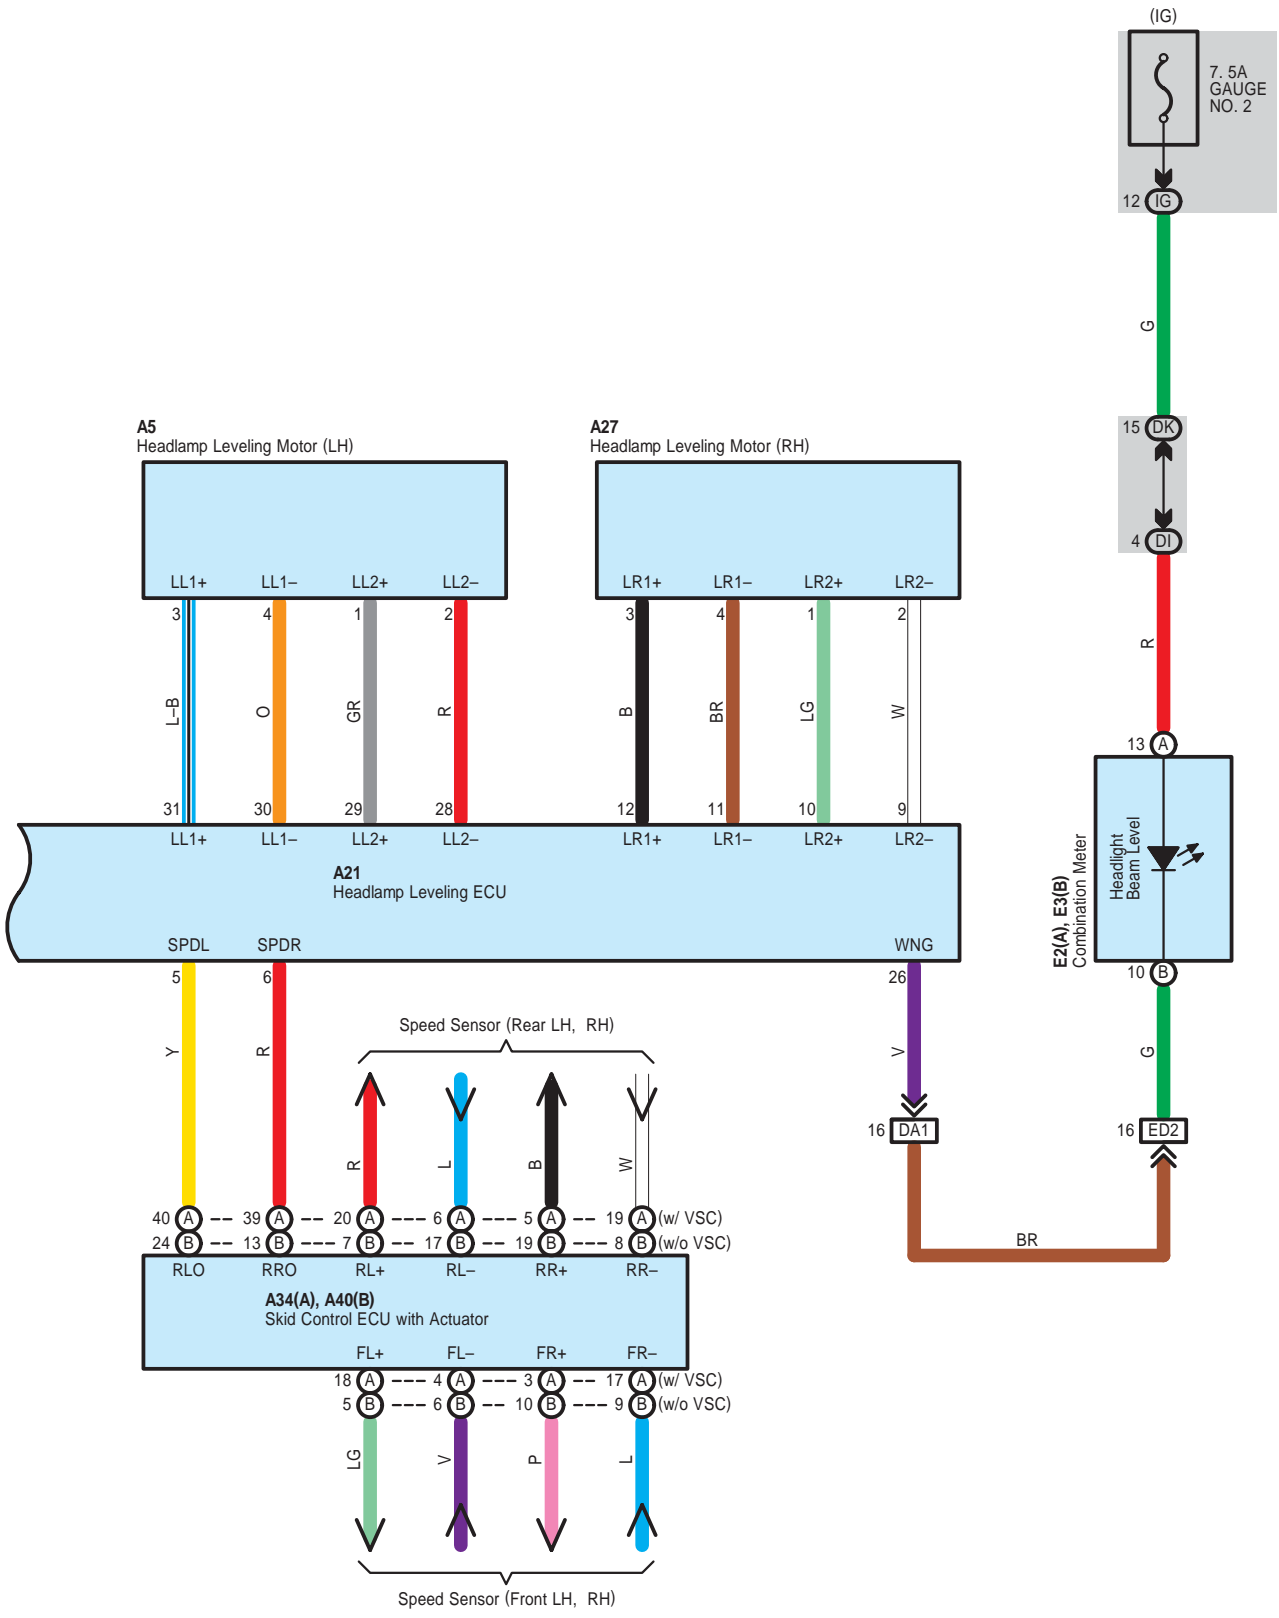 (IG)
7. 5A
GAUGE
NO. 2
12 IG
G
15 DK
4 DI
R
13 A
Headlight
Beam Level
E2(A), E3(B)
Combination Meter
10 B
G
16 ED2
A5
Headlamp Leveling Motor (LH)
LL1+ LL1– LL2+ LL2–
3 4 1 2
L–B O GR R
31 30 29 28
A27
Headlamp Leveling Motor (RH)
LR1+ LR1– LR2+ LR2–
3 4 1 2
B BR LG W
12 11 10 9
LL1+ LL1– LL2+ LL2– LR1+ LR1– LR2+ LR2–
A21
Headlamp Leveling ECU
SPDL SPDR WNG
5 6 26
Y R V
16 DA1
BR
Speed Sensor (Rear LH, RH)
R L B W
40 A 39 A 20 A 6 A 5 A 19 A (w/ VSC)
24 B 13 B 7 B 17 B 19 B 8 B (w/o VSC)
RLO RRO RL+ RL– RR+ RR–
A34(A), A40(B)
Skid Control ECU with Actuator
FL+ FL– FR+ FR–
18 A 4 A 3 A 17 A (w/ VSC)
5 B 6 B 10 B 9 B (w/o VSC)
LG V P L
Speed Sensor (Front LH, RH)